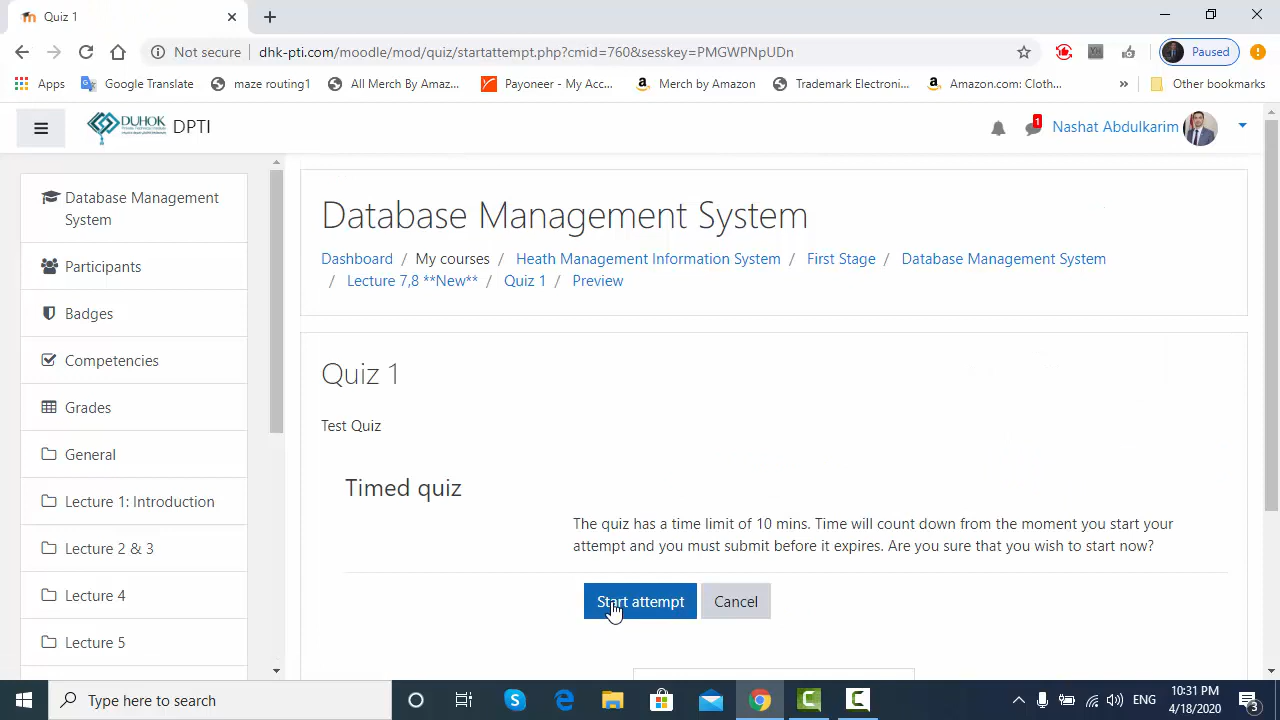 Quiz 1
Not secure
dhk-pti.com/moodle/mod/quiz/startattempt.php?cmid=760&sesskey=PMGWPNpUDn
Paused
Apps
Google Translate
maze routing1
All Merch By Amaz...
Payoneer - My Acc...
Merch by Amazon
Trademark Electroni...
Amazon.com: Cloth...
»
Other bookmarks
DUHOK
Private Technical Institute
DPTI
1
Nashat Abdulkarim
Database Management
System
Participants
Badges
Competencies
Grades
General
Lecture 1: Introduction
Lecture 2 & 3
Lecture 4
Lecture 5
Database Management System
Dashboard / My courses / Heath Management Information System / First Stage / Database Management System
/ Lecture 7,8 **New** / Quiz 1 / Preview
Quiz 1
Test Quiz
Timed quiz
The quiz has a time limit of 10 mins. Time will count down from the moment you start your
attempt and you must submit before it expires. Are you sure that you wish to start now?
Start attempt
Cancel
Type here to search
ENG
10:31 PM
4/18/2020
3